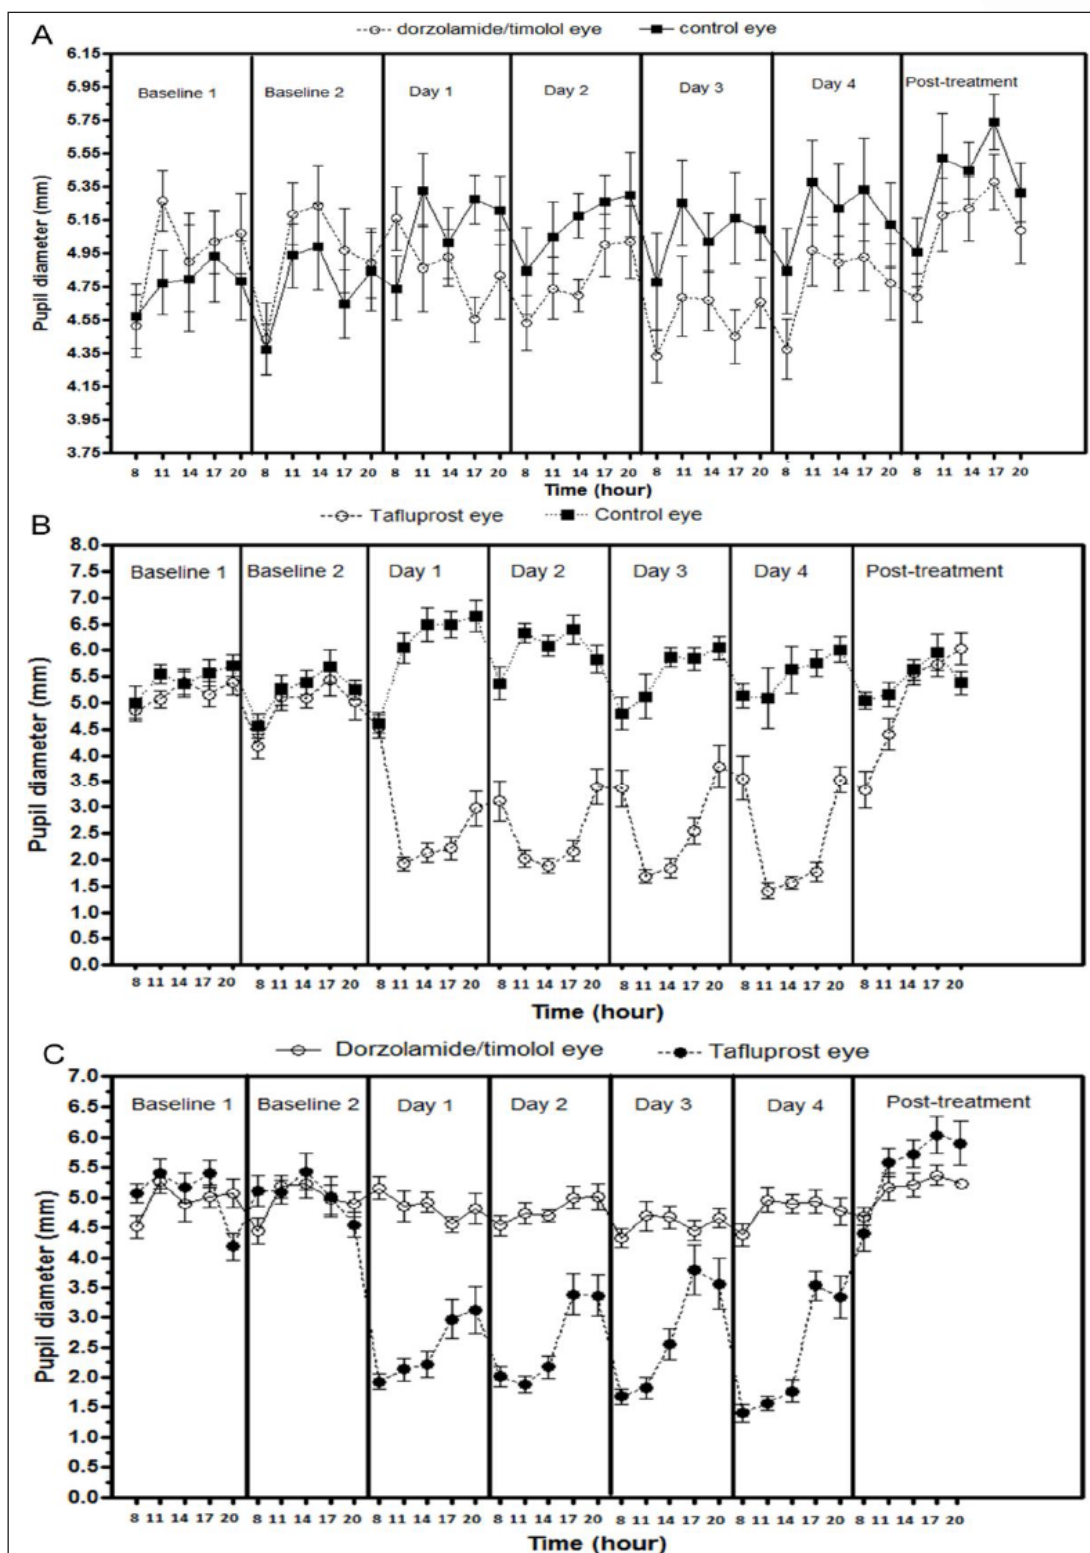 A
dorzolamide/timolol eye control eye
6.15
5.95
5.75
5.55
5.35
5.15
4.95
4.75
4.55
4.35
4.15
3.95
3.75
Pupil diameter (mm)
Baseline 1 Baseline 2 Day 1 Day 2 Day 3 Day 4 Post-treatment
8 11 14 17 20 8 11 14 17 20 8 11 14 17 20 8 11 14 17 20 8 11 14 17 20 8 11 14 17 20 8 11 14 17 20
Time (hour)
B
Tafluprost eye Control eye
8.0
7.5
7.0
6.5
6.0
5.5
5.0
4.5
4.0
3.5
3.0
2.5
2.0
1.5
1.0
0.5
0.0
Pupil diameter (mm)
Baseline 1 Baseline 2 Day 1 Day 2 Day 3 Day 4 Post-treatment
8 11 14 17 20 8 11 14 17 20 8 11 14 17 20 8 11 14 17 20 8 11 14 17 20 8 11 14 17 20 8 11 14 17 20
Time (hour)
C
Dorzolamide/timolol eye Tafluprost eye
7.0
6.5
6.0
5.5
5.0
4.5
4.0
3.5
3.0
2.5
2.0
1.5
1.0
0.5
0.0
Pupil diameter (mm)
Baseline 1 Baseline 2 Day 1 Day 2 Day 3 Day 4 Post-treatment
8 11 14 17 20 8 11 14 17 20 8 11 14 17 20 8 11 14 17 20 8 11 14 17 20 8 11 14 17 20 8 11 14 17 20
Time (hour)